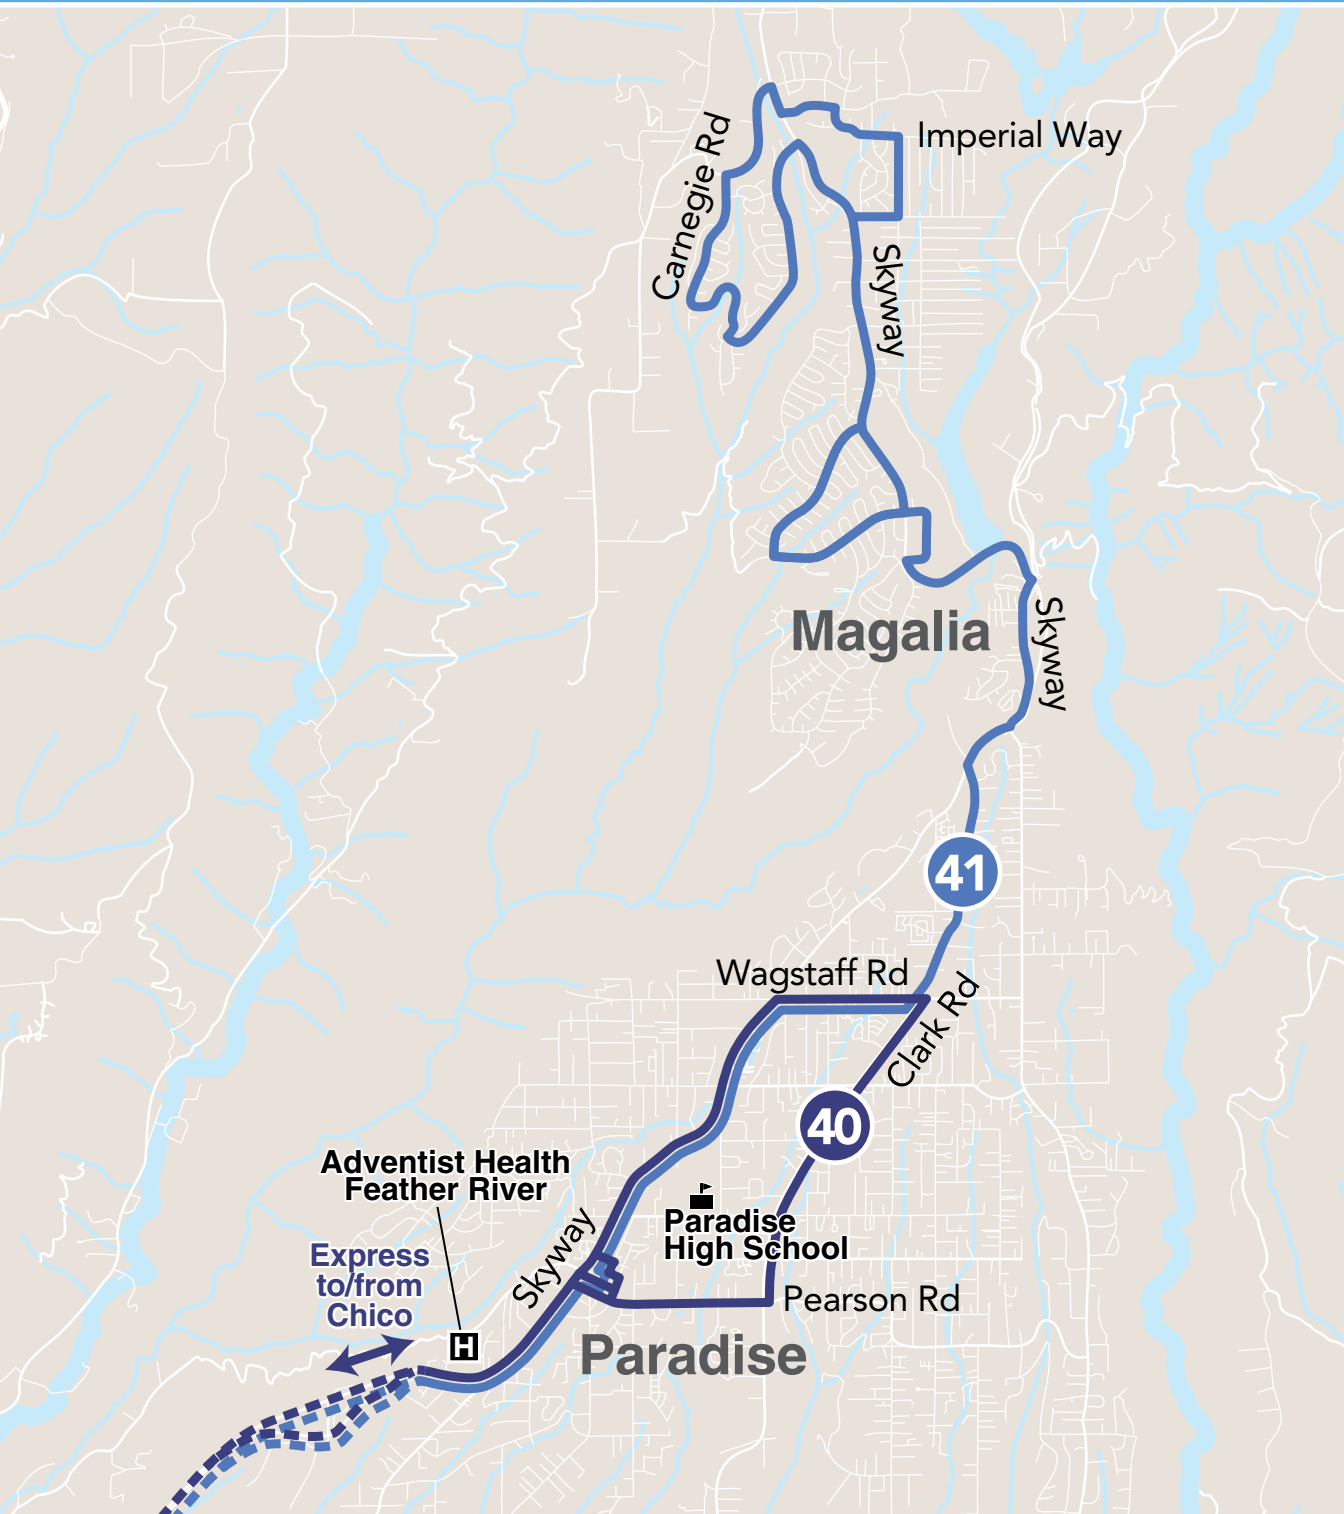 Imperial Way
Carnegie Rd
Skyway
Magalia
Skyway
41
Wagstaff Rd
Clark Rd
40
Adventist Health
Feather River
Paradise
High School
Skyway
Express
to/from
Chico
Pearson Rd
H
Paradise